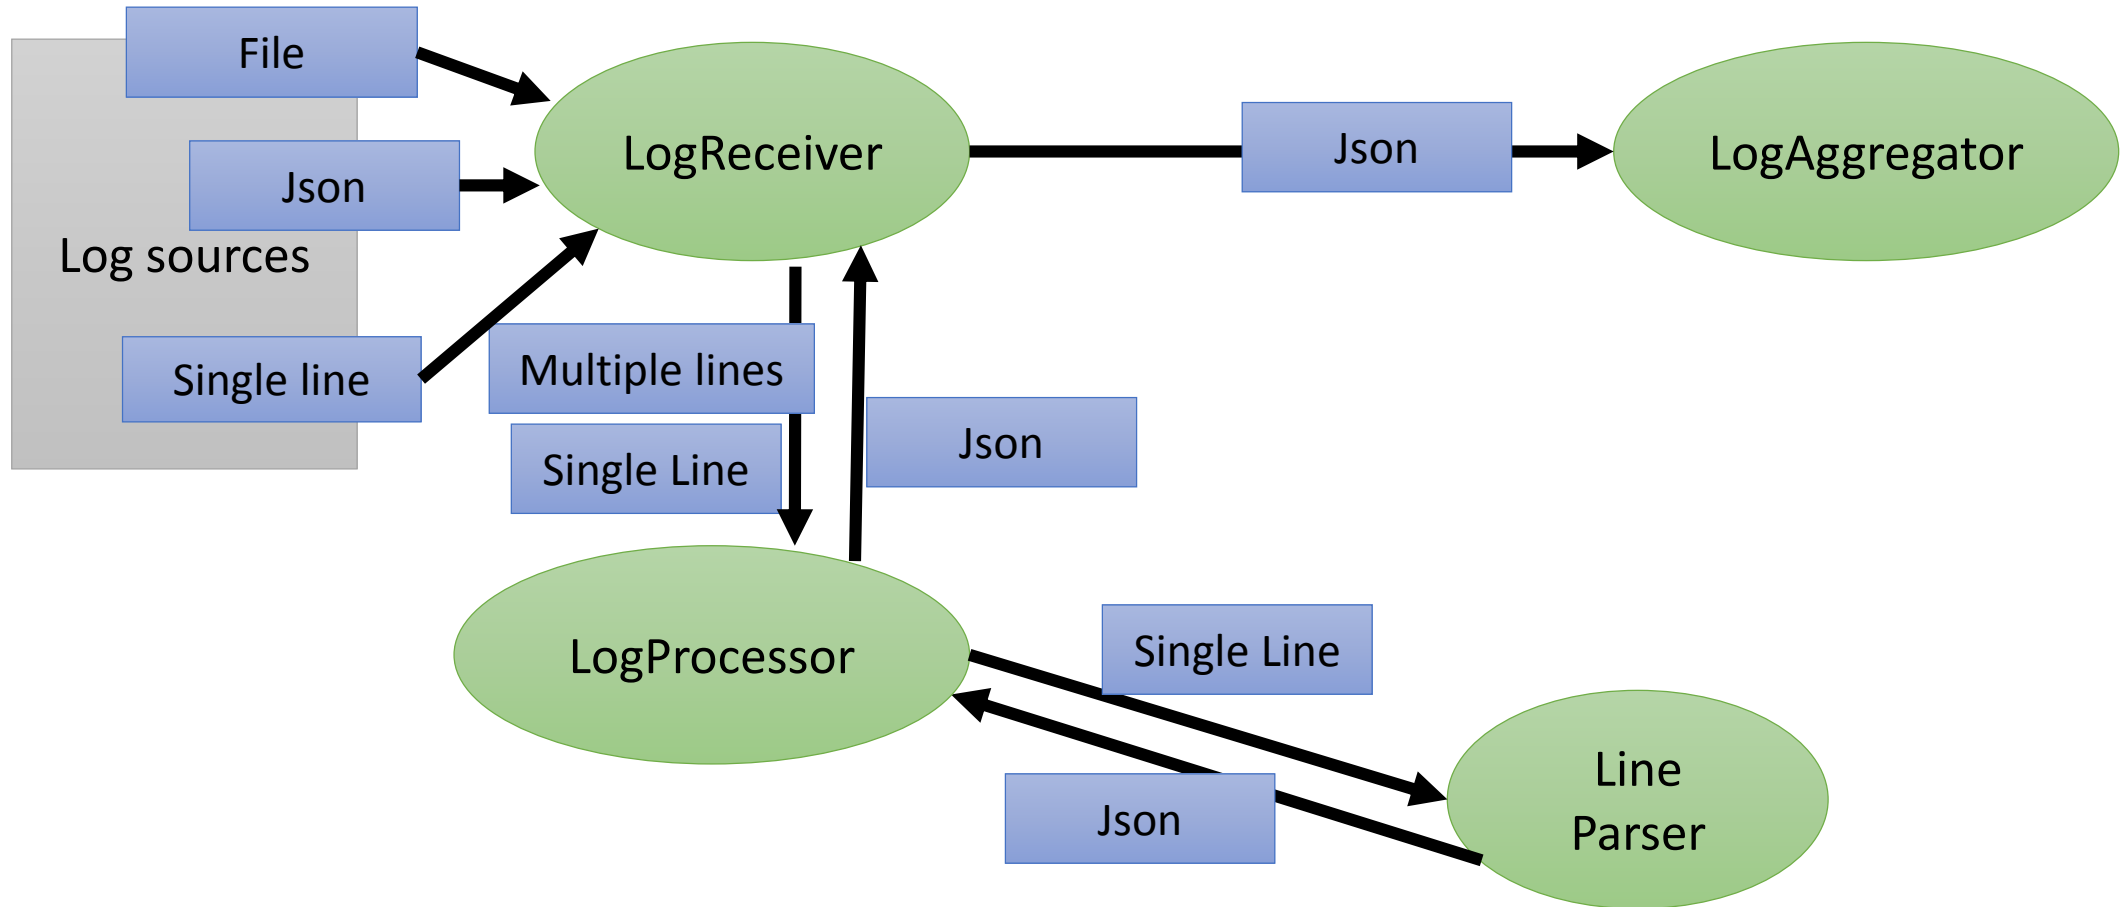 File
LogReceiver
Json
LogAggregator
Json
Log sources
Single line
Multiple lines
Single Line
Json
LogProcessor
Single Line
Json
Line
Parser